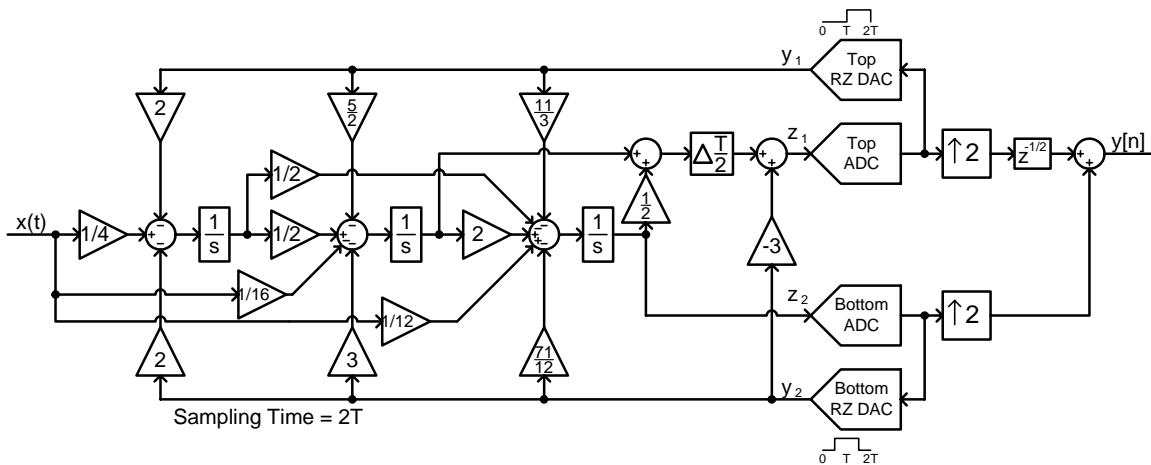 0 T 2T
y1
Top RZ DAC
2
5/2
11/3
z1
Top ADC
↑2
z-1/2
y[n]
Δ T/2
1/2
1/2
x(t)
1/4
1/s
1/2
1/s
2
1/s
-3
1/16
1/12
z2
Bottom ADC
↑2
2
3
71/12
y2
Bottom RZ DAC
Sampling Time = 2T
0 T 2T